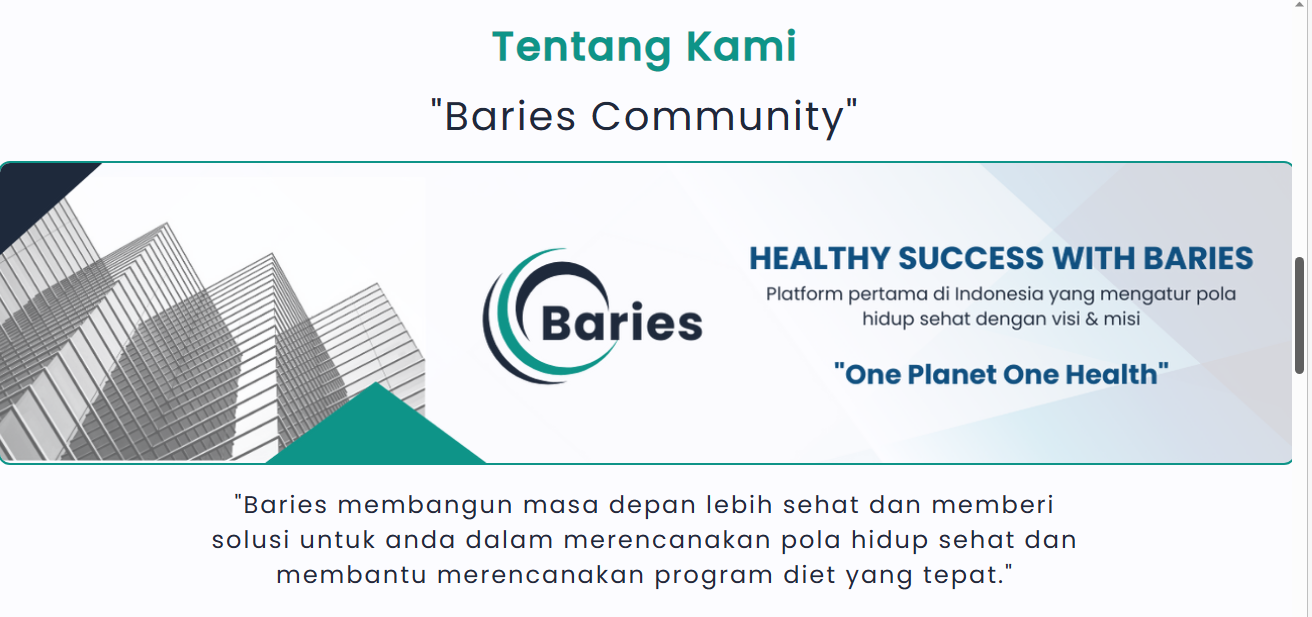 Tentang Kami
"Baries Community"
Baries
HEALTHY SUCCESS WITH BARIES
Platform pertama di Indonesia yang mengatur pola
hidup sehat dengan visi & misi
"One Planet One Health"
"Baries membangun masa depan lebih sehat dan memberi
solusi untuk anda dalam merencanakan pola hidup sehat dan
membantu merencanakan program diet yang tepat."